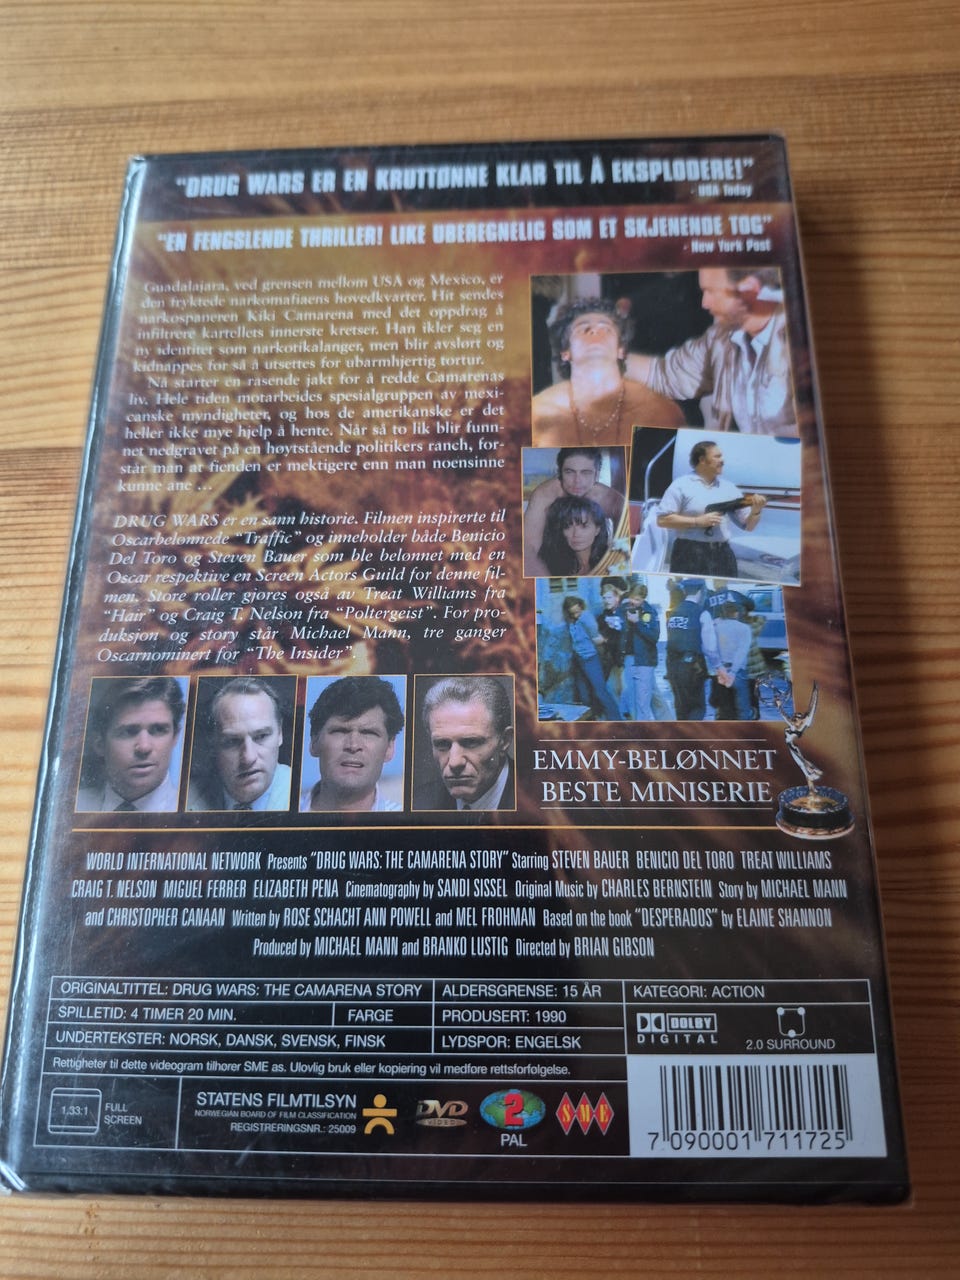 "DRUG WARS ER EN KRUTTØNNE KLAR TIL Å EKSPLODERE!"
- USA Today
"EN FENGSLENDE THRILLER! LIKE UBEREGNELIG SOM ET SKJENENDE TOG"
- New York Post
Guadalajara, ved grensen mellom USA og Mexico, er
den fryktede narkomafiaens hovedkvarter. Hit sendes
narkospaneren Kiki Camarena med det oppdrag å
infiltrere kartellets innerste kretser. Han ikler seg en
ny identitet som narkotikalanger, men blir avslørt og
kidnappes for så å utsettes for ubarmhjertig tortur.
Nå starter en rasende jakt for å redde Camarenas
liv. Hele tiden motarbeides spesialgruppen av mexi-
canske myndigheter, og hos de amerikanske er det
heller ikke mye hjelp å hente. Når så to lik blir funn-
net nedgravet på en høytstående politikers ranch, for-
står man at fienden er mektigere enn man noensinne
kunne ane ...
DRUG WARS er en sann historie. Filmen inspirerte til
Oscarbelønnede "Traffic" og inneholder både Benicio
Del Toro og Steven Bauer som ble belønnet med en
Oscar respektive en Screen Actors Guild for denne fil-
men. Store roller gjøres også av Treat Williams fra
"Hair" og Craig T. Nelson fra "Poltergeist". For pro-
duksjon og story står Michael Mann, tre ganger
Oscarnominert for "The Insider".
DEA
EMMY-BELØNNET
BESTE MINISERIE
WORLD INTERNATIONAL NETWORK Presents "DRUG WARS: THE CAMARENA STORY" Starring STEVEN BAUER BENICIO DEL TORO TREAT WILLIAMS
CRAIG T. NELSON MIGUEL FERRER ELIZABETH PENA Cinematography by SANDI SISSEL Original Music by CHARLES BERNSTEIN Story by MICHAEL MANN
and CHRISTOPHER CANAAN Written by ROSE SCHACHT ANN POWELL and MEL FROHMAN Based on the book "DESPERADOS" by ELAINE SHANNON
Produced by MICHAEL MANN and BRANKO LUSTIG Directed by BRIAN GIBSON
ORIGINALTITTEL: DRUG WARS: THE CAMARENA STORY ALDERSGRENSE: 15 ÅR KATEGORI: ACTION
SPILLETID: 4 TIMER 20 MIN. FARGE PRODUSERT: 1990
UNDERTEKSTER: NORSK, DANSK, SVENSK, FINSK LYDSPOR: ENGELSK
DOLBY
DIGITAL
2.0 SURROUND
Rettigheter til dette videogram tilhører SME as. Ulovlig bruk eller kopiering vil medføre rettsforfølgelse.
1.33:1 FULL
SCREEN
STATENS FILMTILSYN
NORWEGIAN BOARD OF FILM CLASSIFICATION
REGISTRERINGSNR.: 25009
DVD
VIDEO
2
PAL
SME
7 090001 711725